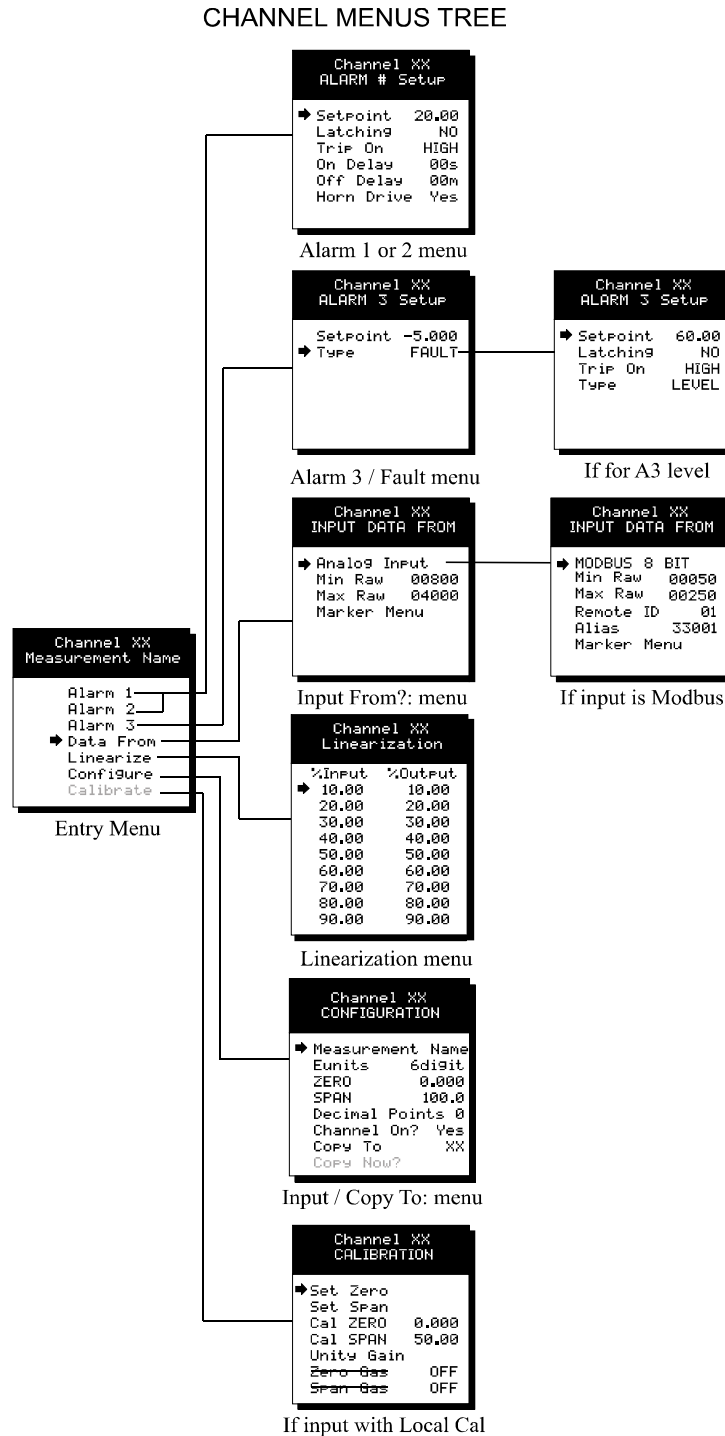 CHANNEL MENUS TREE
Channel XX
ALARM # Setup
Setpoint 20.00
Latching NO
Trip On HIGH
On Delay 00s
Off Delay 00m
Horn Drive Yes
Alarm 1 or 2 menu
Channel XX
ALARM 3 Setup
Setpoint -5.000
Type FAULT
Alarm 3 / Fault menu
Channel XX
ALARM 3 Setup
Setpoint 60.00
Latching NO
Trip On HIGH
Type LEVEL
If for A3 level
Channel XX
INPUT DATA FROM
Analog Input
Min Raw 00800
Max Raw 04000
Marker Menu
Input From?: menu
Channel XX
INPUT DATA FROM
MODBUS 8 BIT
Min Raw 00050
Max Raw 00250
Remote ID 01
Alias 33001
Marker Menu
If input is Modbus
Channel XX
Measurement Name
Alarm 1
Alarm 2
Alarm 3
Data From
Linearize
Configure
Calibrate
Entry Menu
Channel XX
Linearization
%Input %Output
10.00 10.00
20.00 20.00
30.00 30.00
40.00 40.00
50.00 50.00
60.00 60.00
70.00 70.00
80.00 80.00
90.00 90.00
Linearization menu
Channel XX
CONFIGURATION
Measurement Name
Eunits 6digit
ZERO 0.000
SPAN 100.0
Decimal Points 0
Channel On? Yes
Copy To XX
Copy Now?
Input / Copy To: menu
Channel XX
CALIBRATION
Set Zero
Set Span
Cal ZERO 0.000
Cal SPAN 50.00
Unity Gain
Zero Gas OFF
Span Gas OFF
If input with Local Cal